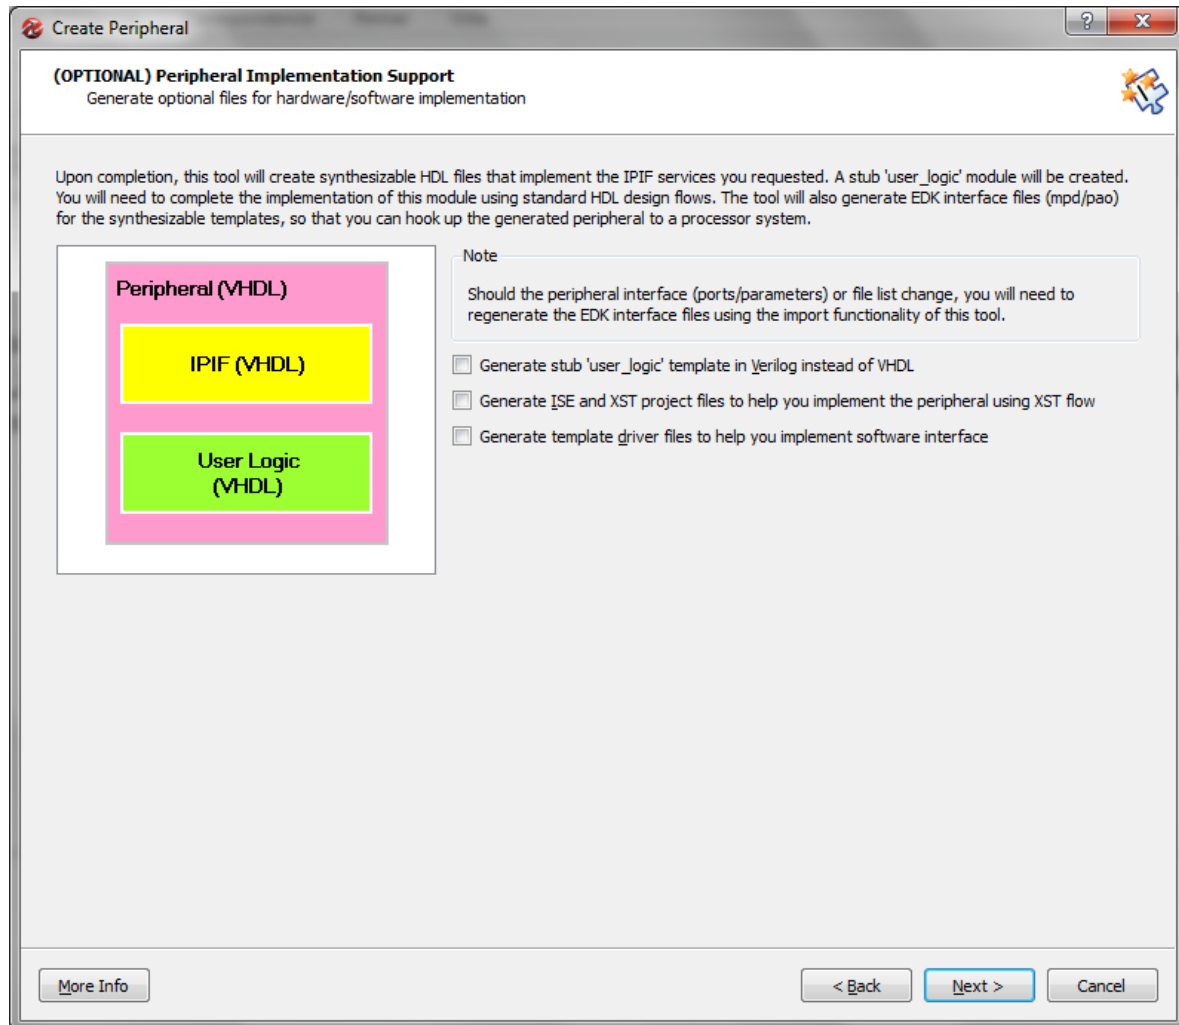 Create Peripheral
(OPTIONAL) Peripheral Implementation Support
Generate optional files for hardware/software implementation
Upon completion, this tool will create synthesizable HDL files that implement the IPIF services you requested. A stub 'user_logic' module will be created.
You will need to complete the implementation of this module using standard HDL design flows. The tool will also generate EDK interface files (mpd/pao)
for the synthesizable templates, so that you can hook up the generated peripheral to a processor system.
Peripheral (VHDL)
IPIF (VHDL)
User Logic
(VHDL)
Note
Should the peripheral interface (ports/parameters) or file list change, you will need to
regenerate the EDK interface files using the import functionality of this tool.
Generate stub 'user_logic' template in Verilog instead of VHDL
Generate ISE and XST project files to help you implement the peripheral using XST flow
Generate template driver files to help you implement software interface
More Info
< Back
Next >
Cancel